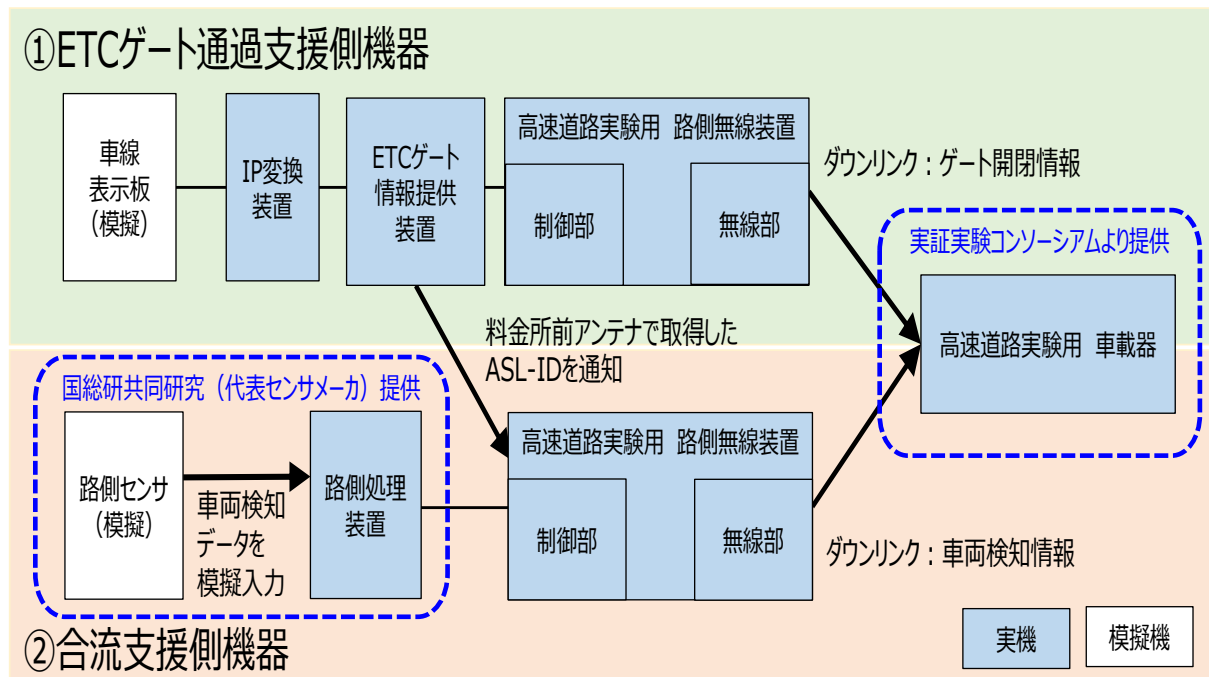 ①ETCゲート通過支援側機器
車線
表示板
（模擬）
IP変換
装置
ETCゲート
情報提供
装置
高速道路実験用 路側無線装置
制御部
無線部
ダウンリンク：ゲート開閉情報
実証実験コンソーシアムより提供
高速道路実験用 車載器
料金所前アンテナで取得した
ASL-IDを通知
国総研共同研究（代表センサメーカ）提供
路側センサ
（模擬）
車両検知
データを
模擬入力
路側処理
装置
高速道路実験用 路側無線装置
制御部
無線部
ダウンリンク：車両検知情報
②合流支援側機器
実機
模擬機